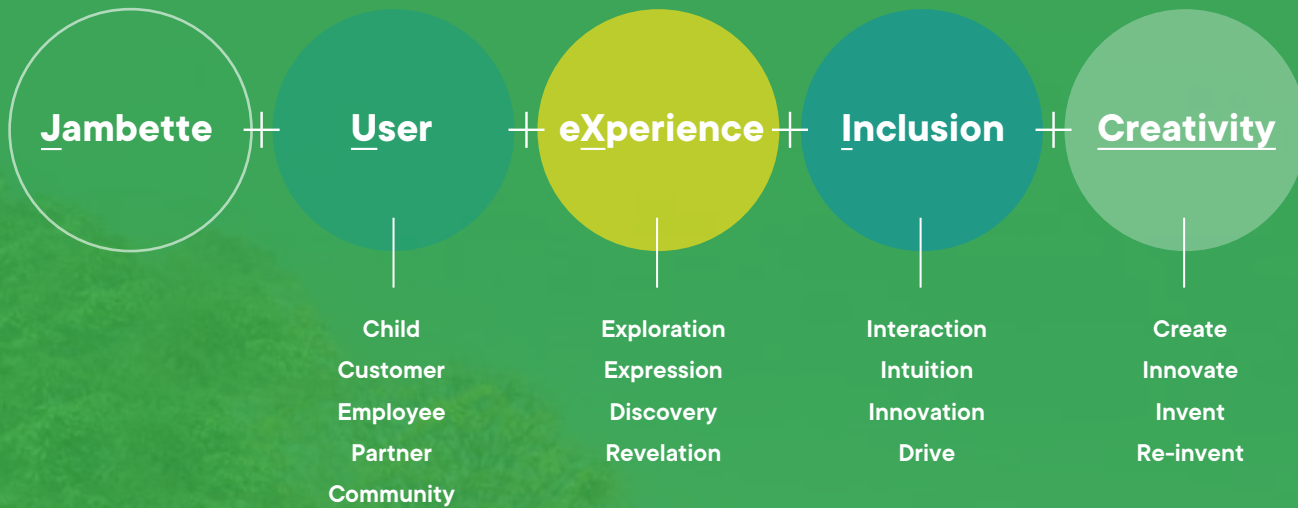 Jambette + User + eXperience + Inclusion + Creativity
Child
Customer
Employee
Partner
Community
Exploration
Expression
Discovery
Revelation
Interaction
Intuition
Innovation
Drive
Create
Innovate
Invent
Re-invent